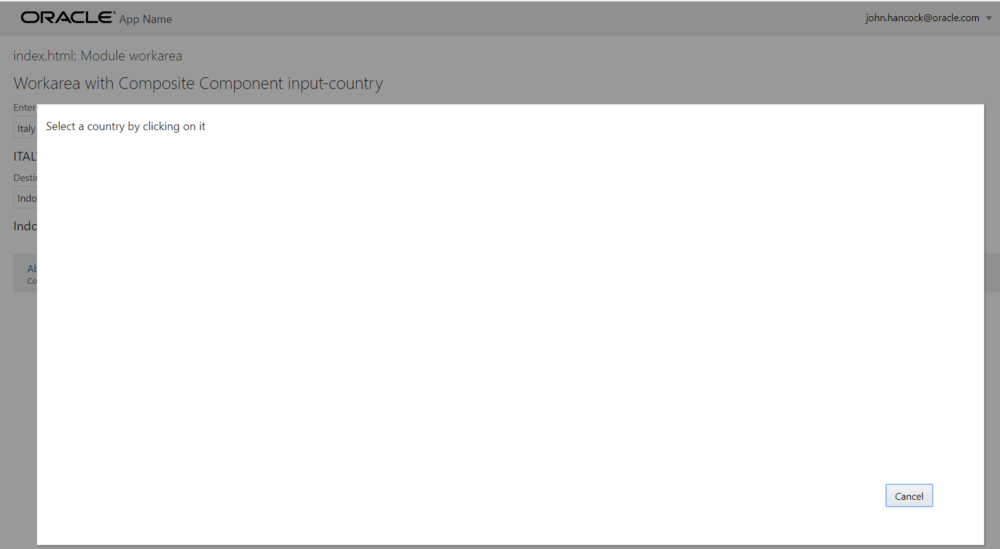 ORACLE® App Name
john.hancock@oracle.com
index.html: Module workarea
Workarea with Composite Component input-country
Enter
Italy
Select a country by clicking on it
ITAL
Desti
Indo
Indo
Ab
Co
Cancel